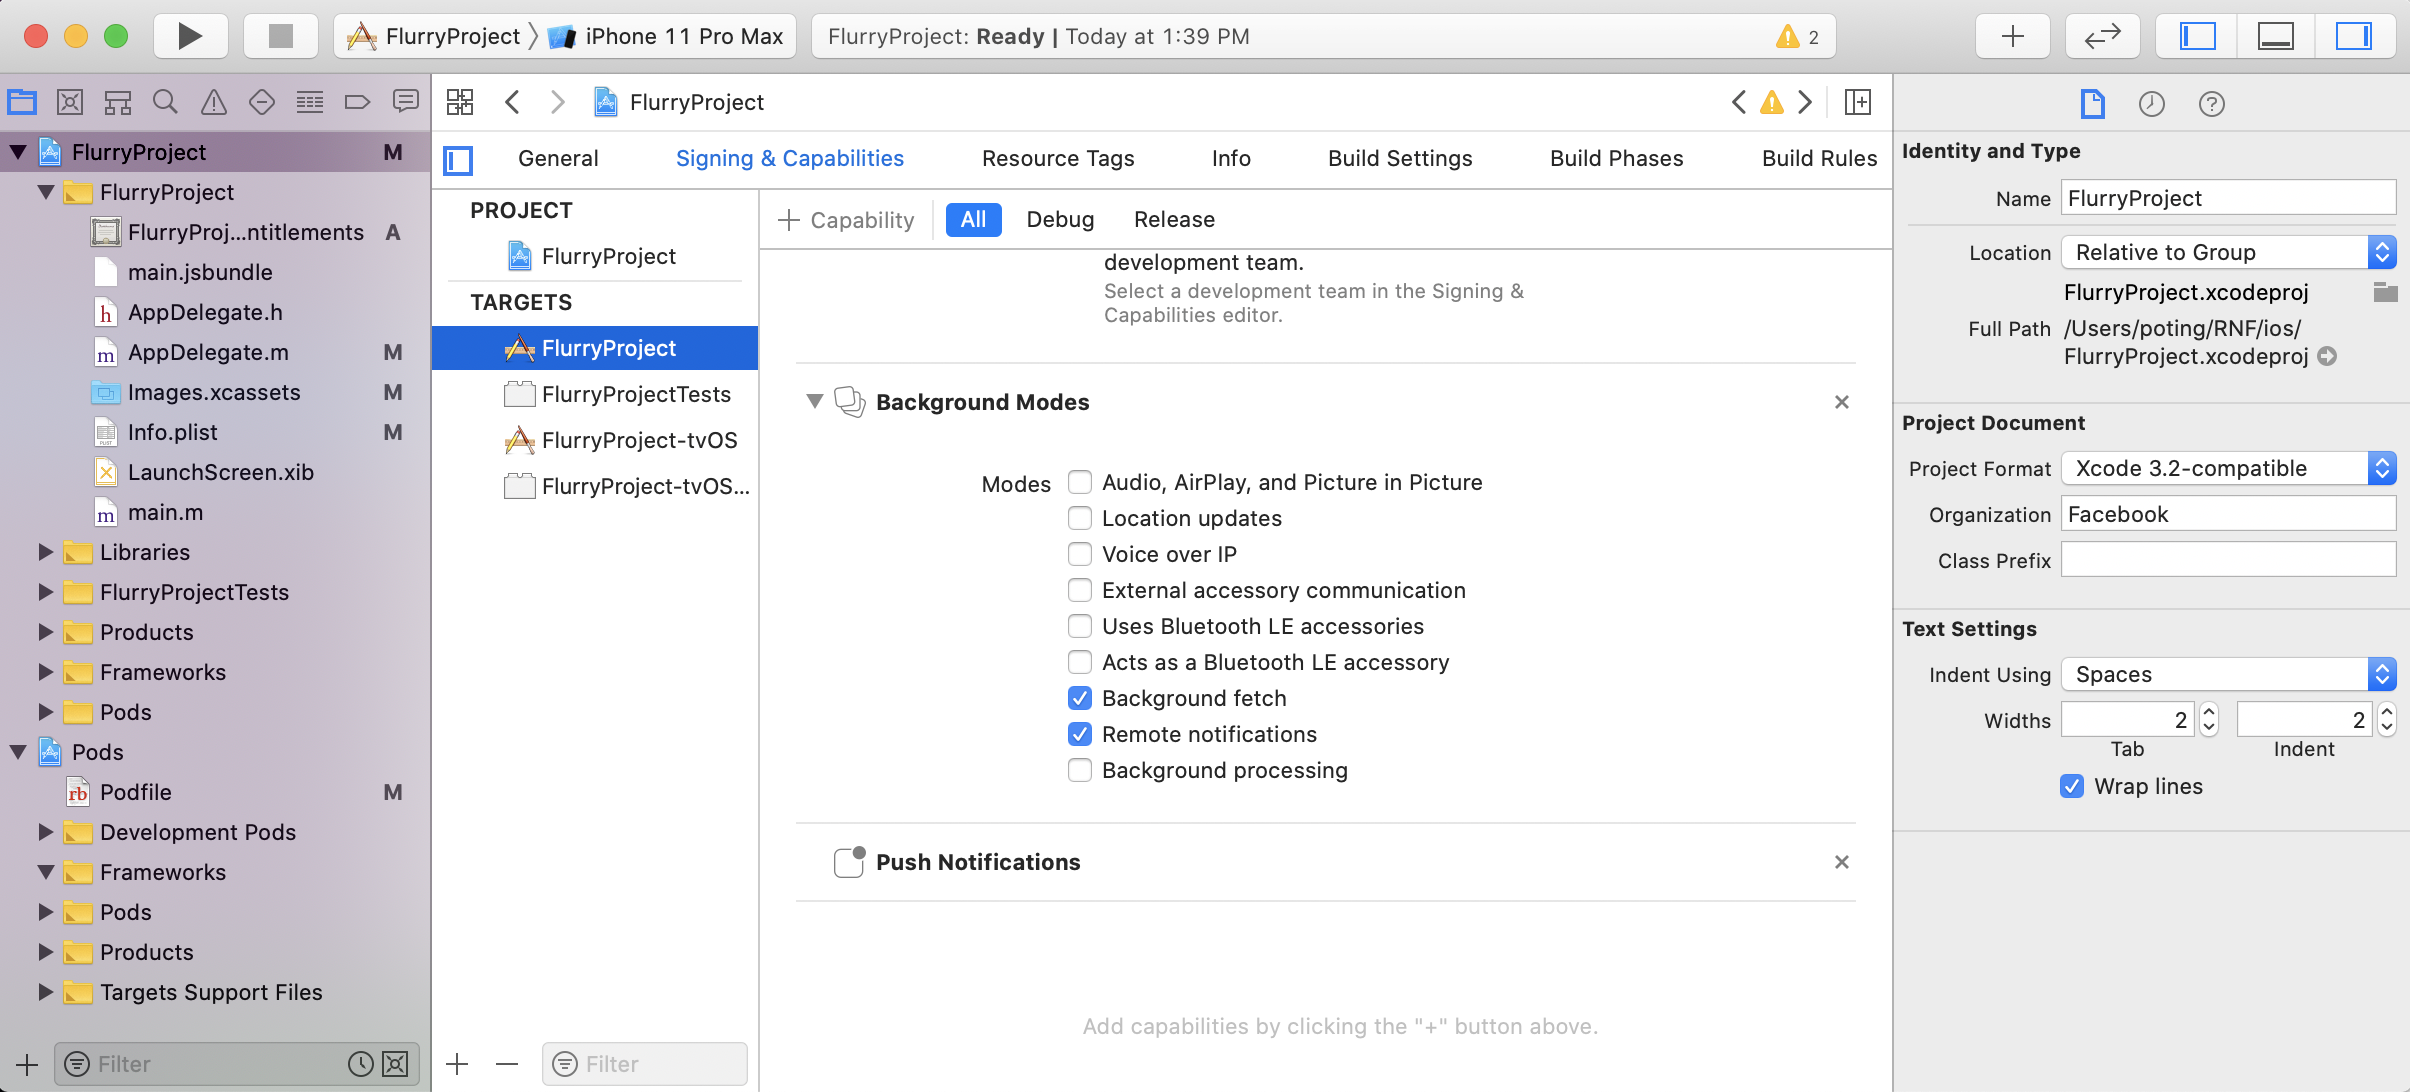 FlurryProject
iPhone 11 Pro Max
FlurryProject: Ready | Today at 1:39 PM
2
FlurryProject M
FlurryProject
FlurryProj...ntitlements A
main.jsbundle
h AppDelegate.h
m AppDelegate.m M
Images.xcassets M
Info.plist M
LaunchScreen.xib
m main.m
Libraries
FlurryProjectTests
Products
Frameworks
Pods
Pods
rb Podfile M
Development Pods
Frameworks
Pods
Products
Targets Support Files
Filter
FlurryProject
General Signing & Capabilities Resource Tags Info Build Settings Build Phases Build Rules
PROJECT
FlurryProject
TARGETS
FlurryProject
FlurryProjectTests
FlurryProject-tvOS
FlurryProject-tvOS...
Filter
+ Capability All Debug Release
development team.
Select a development team in the Signing &
Capabilities editor.
Background Modes
Modes
Audio, AirPlay, and Picture in Picture
Location updates
Voice over IP
External accessory communication
Uses Bluetooth LE accessories
Acts as a Bluetooth LE accessory
Background fetch
Remote notifications
Background processing
Push Notifications
Add capabilities by clicking the "+" button above.
Identity and Type
Name FlurryProject
Location Relative to Group
FlurryProject.xcodeproj
Full Path /Users/poting/RNF/ios/
FlurryProject.xcodeproj
Project Document
Project Format Xcode 3.2-compatible
Organization Facebook
Class Prefix
Text Settings
Indent Using Spaces
Widths 2 2
Tab Indent
Wrap lines